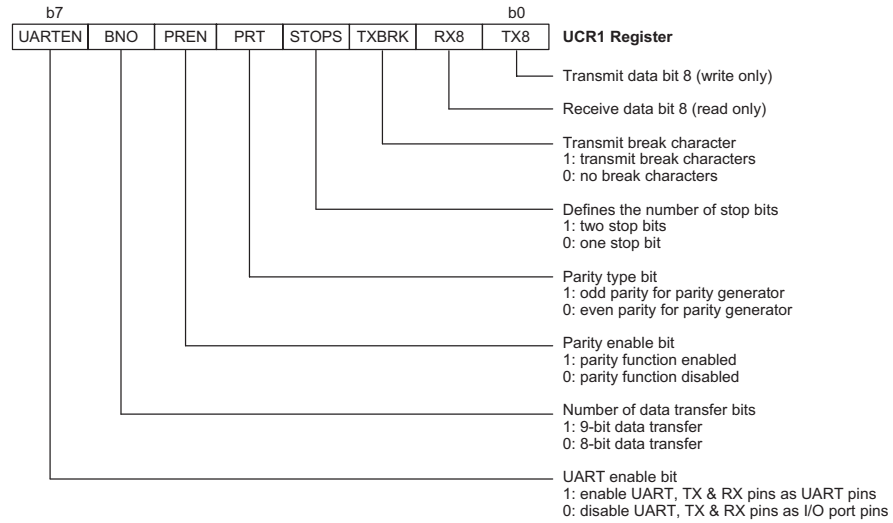 b7 b0
UARTEN BNO PREN PRT STOPS TXBRK RX8 TX8 UCR1 Register
Transmit data bit 8 (write only)
Receive data bit 8 (read only)
Transmit break character
1: transmit break characters
0: no break characters
Defines the number of stop bits
1: two stop bits
0: one stop bit
Parity type bit
1: odd parity for parity generator
0: even parity for parity generator
Parity enable bit
1: parity function enabled
0: parity function disabled
Number of data transfer bits
1: 9-bit data transfer
0: 8-bit data transfer
UART enable bit
1: enable UART, TX & RX pins as UART pins
0: disable UART, TX & RX pins as I/O port pins